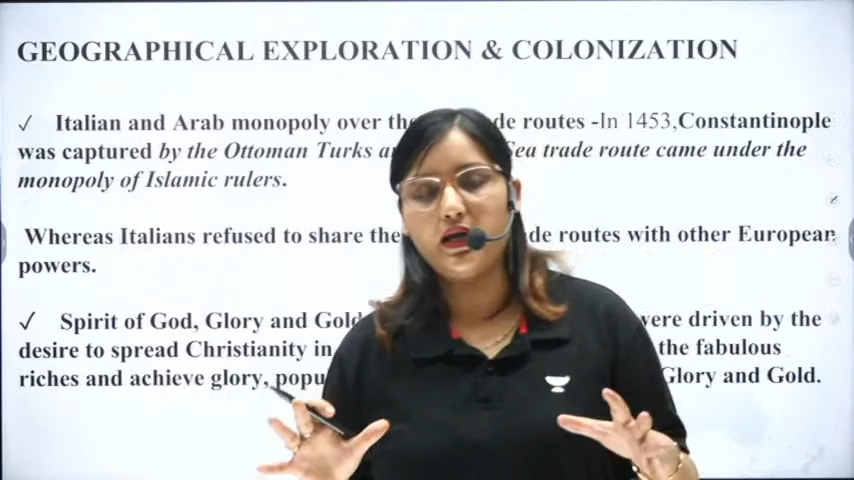 GEOGRAPHICAL EXPLORATION & COLONIZATION
✓ Italian and Arab monopoly over the de routes -In 1453,Constantinople
was captured by the Ottoman Turks Sea trade route came under the
monopoly of Islamic rulers.
Whereas Italians refused to share the de routes with other European
powers.
✓ Spirit of God, Glory and Gold were driven by the
desire to spread Christianity in the fabulous
riches and achieve glory, popu Glory and Gold.